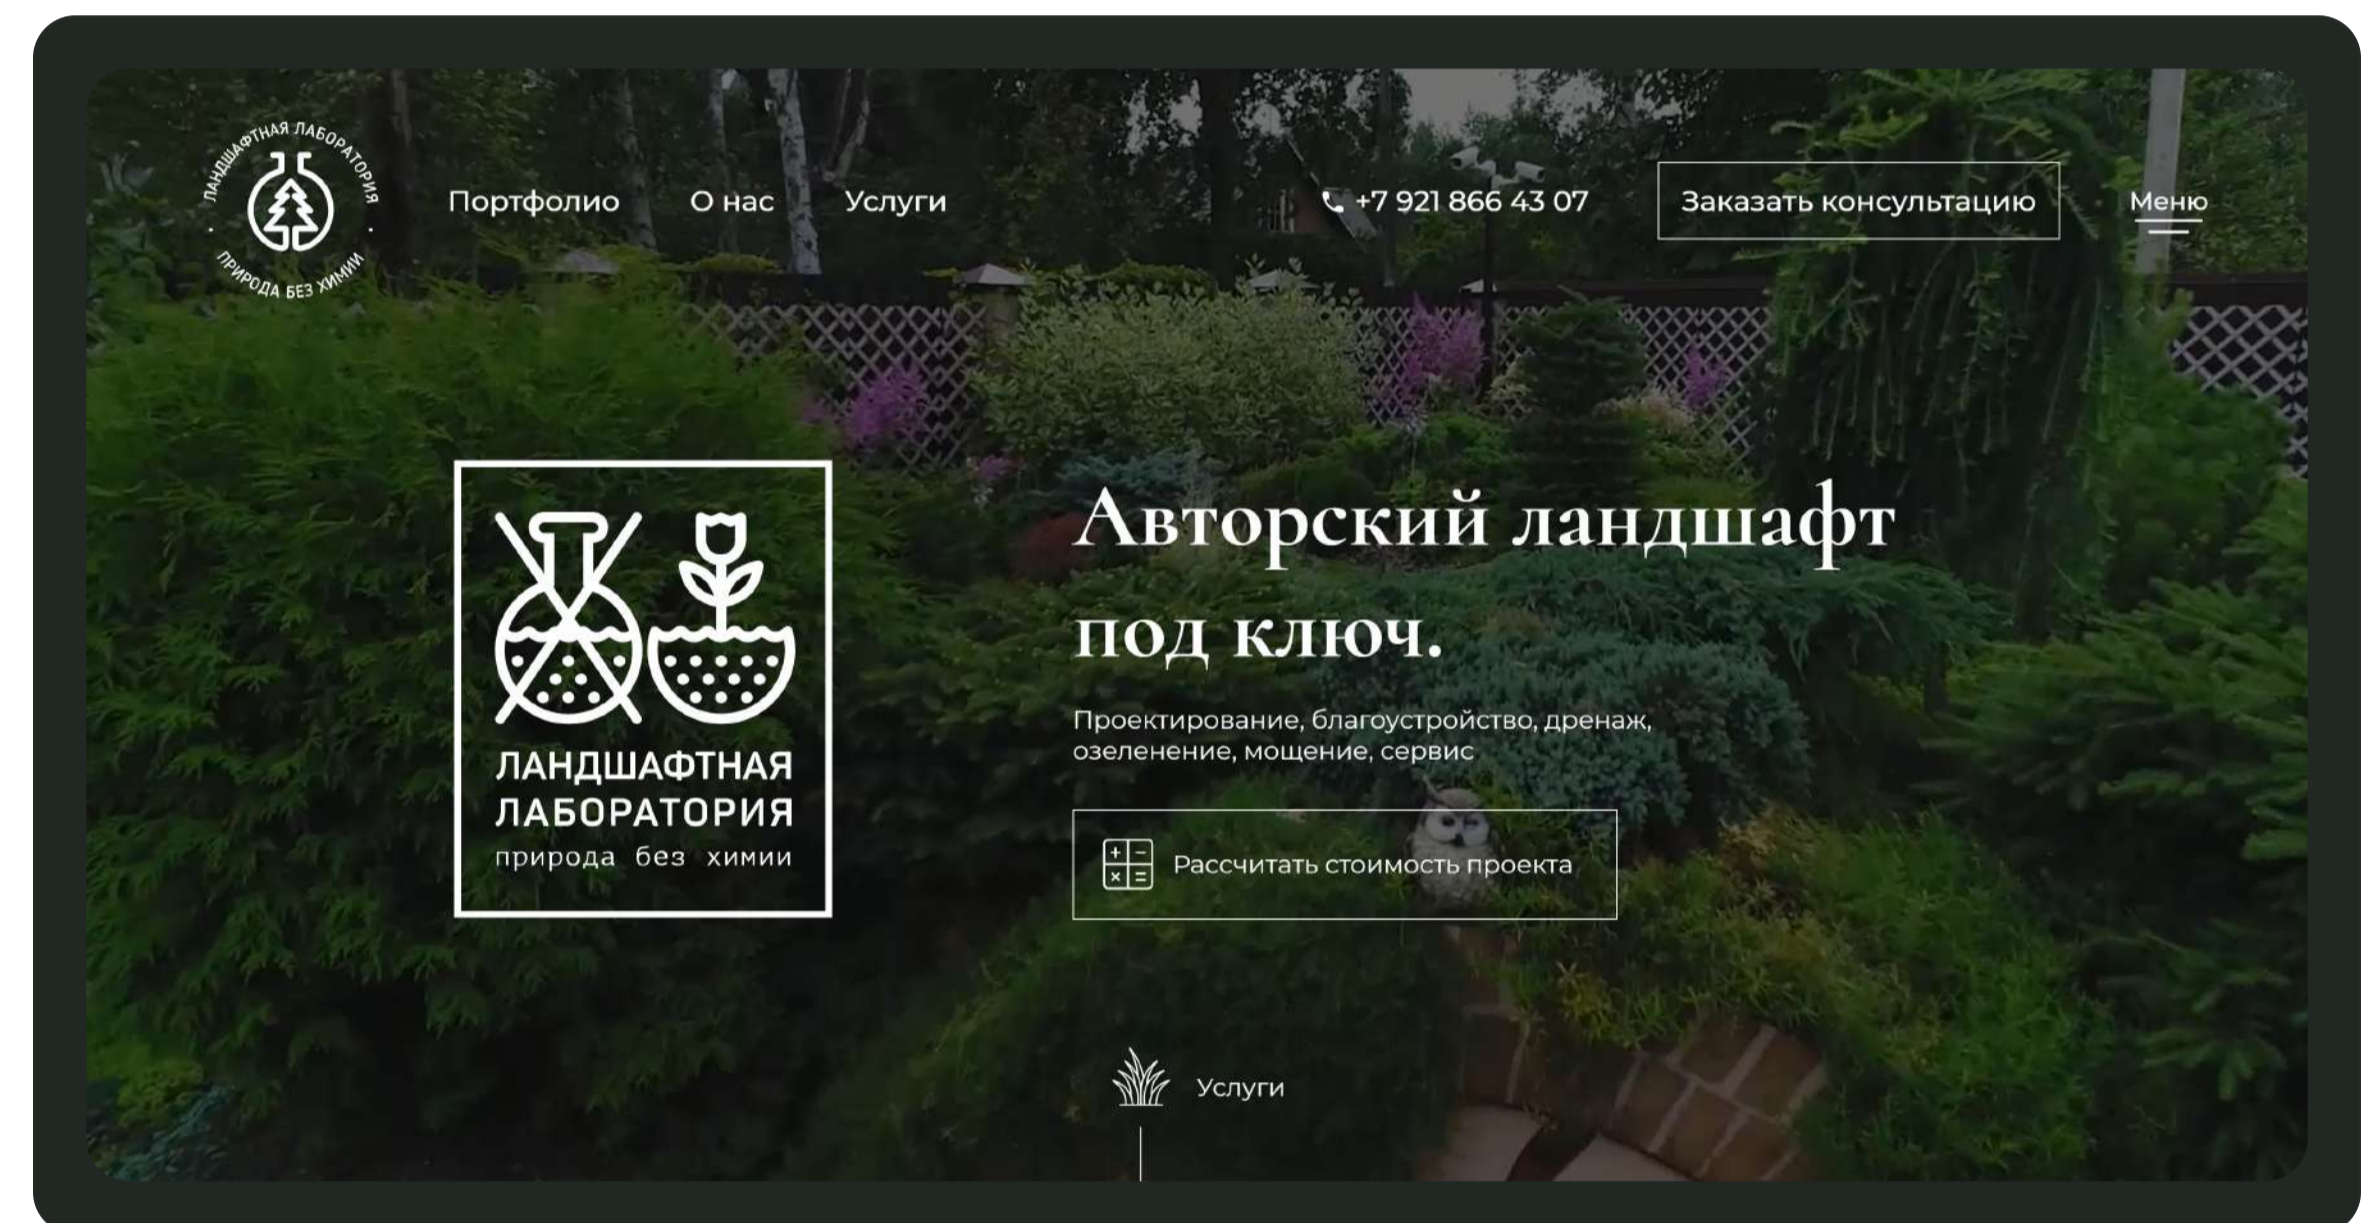 ЛАНДШАФТНАЯ ЛАБОРАТОРИЯ
ПРИРОДА БЕЗ ХИМИИ
Портфолио
О нас
Услуги
+7 921 866 43 07
Заказать консультацию
Меню
ЛАНДШАФТНАЯ
ЛАБОРАТОРИЯ
природа без химии
Авторский ландшафт
под ключ.
Проектирование, благоустройство, дренаж,
озеленение, мощение, сервис
Рассчитать стоимость проекта
Услуги